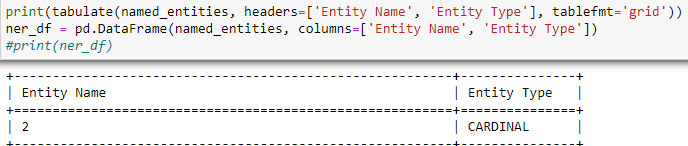 print(tabulate(named_entities, headers=['Entity Name', 'Entity Type'], tablefmt='grid'))
ner_df = pd.DataFrame(named_entities, columns=['Entity Name', 'Entity Type'])
#print(ner_df)
+----------------------------------------------------------+---------------+
| Entity Name                                              | Entity Type   |
+==========================================================+===============+
| 2                                                        | CARDINAL      |
+----------------------------------------------------------+---------------+